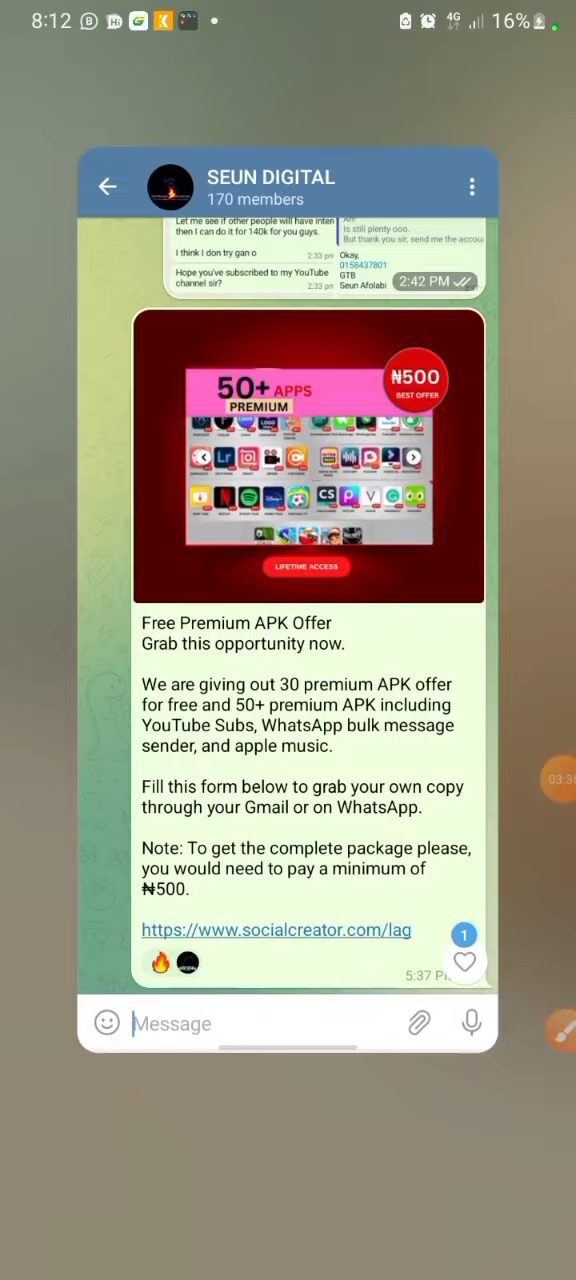 8:12
4G
16%
SEUN DIGITAL
170 members
Let me see if other people will have inten
then I can do it for 140k for you guys.
I think I don try gan o
2:33 pm
Hope you've subscribed to my YouTube
channel sir?
2:33 pm
Is still plenty ooo.
But thank you sir, send me the accou
Okay,
0158437801
GTB
Seun Afolabi
2:42 PM
50+ APPS
PREMIUM
₦500
BEST OFFER
Lr
CS
LIFETIME ACCESS
Free Premium APK Offer
Grab this opportunity now.
We are giving out 30 premium APK offer
for free and 50+ premium APK including
YouTube Subs, WhatsApp bulk message
sender, and apple music.
Fill this form below to grab your own copy
through your Gmail or on WhatsApp.
Note: To get the complete package please,
you would need to pay a minimum of
₦500.
https://www.socialcreator.com/lag
1
5:37 P
Message
03:3